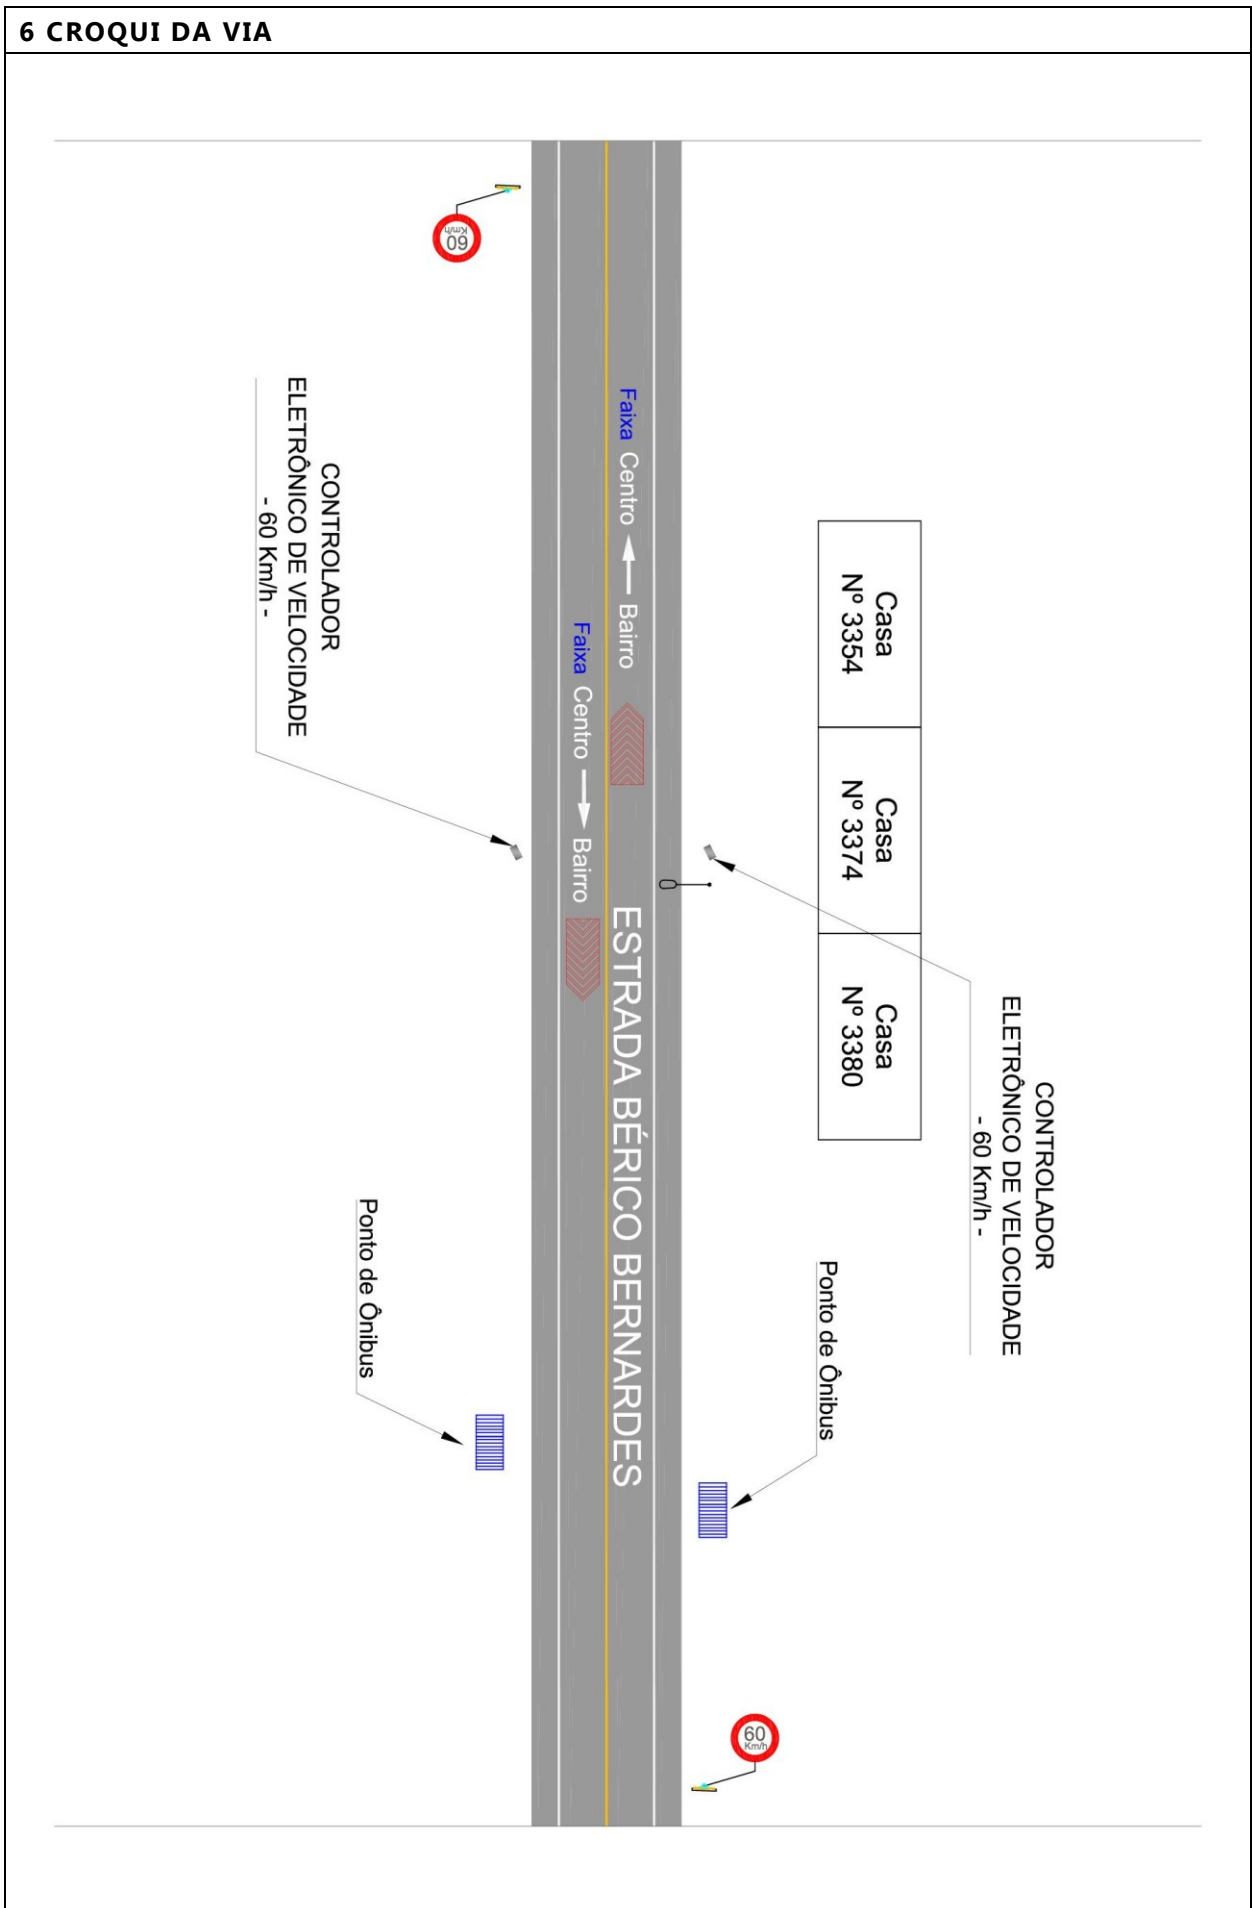 6 CROQUI DA VIA
60
Km/h
CONTROLADOR
ELETRÔNICO DE VELOCIDADE
- 60 Km/h -
Faixa Centro Bairro
Faixa Centro Bairro
ESTRADA BÉRICO BERNARDES
Casa
Nº 3354
Casa
Nº 3374
Casa
Nº 3380
CONTROLADOR
ELETRÔNICO DE VELOCIDADE
- 60 Km/h -
Ponto de Ônibus
Ponto de Ônibus
60
Km/h